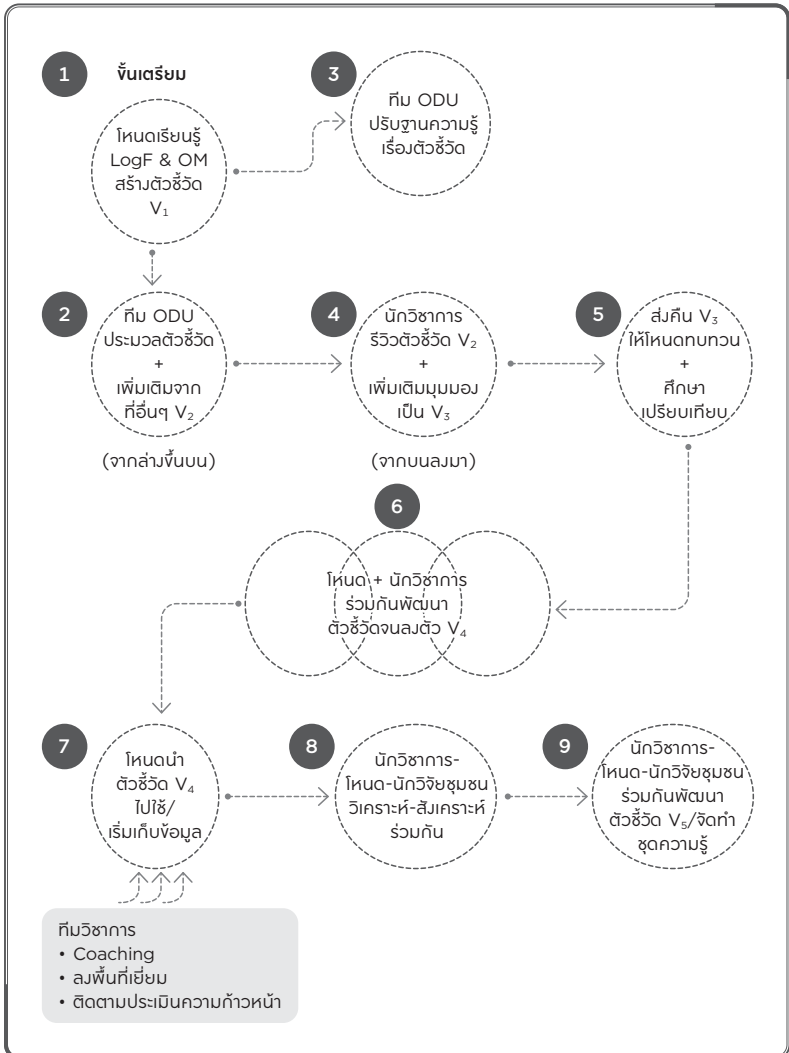 1
ขั้นเตรียม
โหนดเรียนรู้
LogF & OM
สร้างตัวชี้วัด
V₁
3
ทีม ODU
ปรับฐานความรู้
เรื่องตัวชี้วัด
2
ทีม ODU
ประมวลตัวชี้วัด
+
เพิ่มเติมจาก
ที่อื่นๆ V₂
(จากล่างขึ้นบน)
4
นักวิชาการ
รีวิวตัวชี้วัด V₂
+
เพิ่มเติมมุมมอง
เป็น V₃
(จากบนลงมา)
5
ส่งคืน V₃
ให้โหนดทบทวน
+
ศึกษา
เปรียบเทียบ
6
โหนด + นักวิชาการ
ร่วมกันพัฒนา
ตัวชี้วัดจนลงตัว V₄
7
โหนดนำ
ตัวชี้วัด V₄
ไปใช้/
เริ่มเก็บข้อมูล
8
นักวิชาการ-
โหนด-นักวิจัยชุมชน
วิเคราะห์-สังเคราะห์
ร่วมกัน
9
นักวิชาการ-
โหนด-นักวิจัยชุมชน
ร่วมกันพัฒนา
ตัวชี้วัด V₅/จัดทำ
ชุดความรู้
ทีมวิชาการ
• Coaching
• ลงพื้นที่เยี่ยม
• ติดตามประเมินความก้าวหน้า